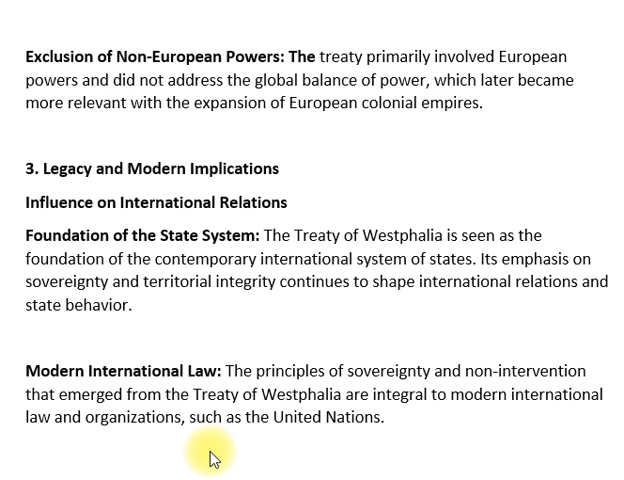 Exclusion of Non-European Powers: The treaty primarily involved European
powers and did not address the global balance of power, which later became
more relevant with the expansion of European colonial empires.
3. Legacy and Modern Implications
Influence on International Relations
Foundation of the State System: The Treaty of Westphalia is seen as the
foundation of the contemporary international system of states. Its emphasis on
sovereignty and territorial integrity continues to shape international relations and
state behavior.
Modern International Law: The principles of sovereignty and non-intervention
that emerged from the Treaty of Westphalia are integral to modern international
law and organizations, such as the United Nations.